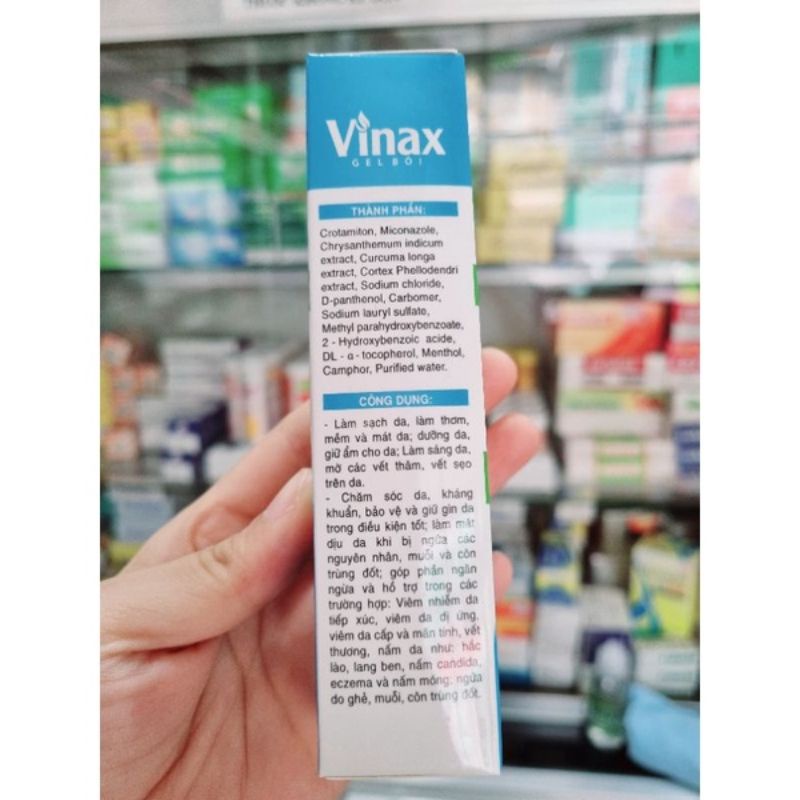 Vinax
GEL BÔI
THÀNH PHẦN:
Crotamiton, Miconazole,
Chrysanthemum indicum
extract, Curcuma longa
extract, Cortex Phellodendri
extract, Sodium chloride,
D-panthenol, Carbomer,
Sodium lauryl sulfate,
Methyl parahydroxybenzoate,
2 - Hydroxybenzoic acide,
DL - α - tocopherol, Menthol,
Camphor, Purified water.
CÔNG DỤNG:
- Làm sạch da, làm thơm,
mềm và mát da; dưỡng da,
giữ ẩm cho da; Làm sáng da,
mờ các vết thâm, vết sẹo
trên da.
- Chăm sóc da, kháng
khuẩn, bảo vệ và giữ gìn da
trong điều kiện tốt; làm mát
dịu da khi bị ngứa các
nguyên nhân, muỗi và côn
trùng đốt; góp phần ngăn
ngừa và hỗ trợ trong các
trường hợp: Viêm nhiễm da
tiếp xúc, viêm da dị ứng,
viêm da cấp và mãn tính, vết
thương, nấm da như: hắc
lào, lang ben, nấm candida,
eczema và nấm móng; ngứa
do ghẻ, muỗi, côn trùng đốt.